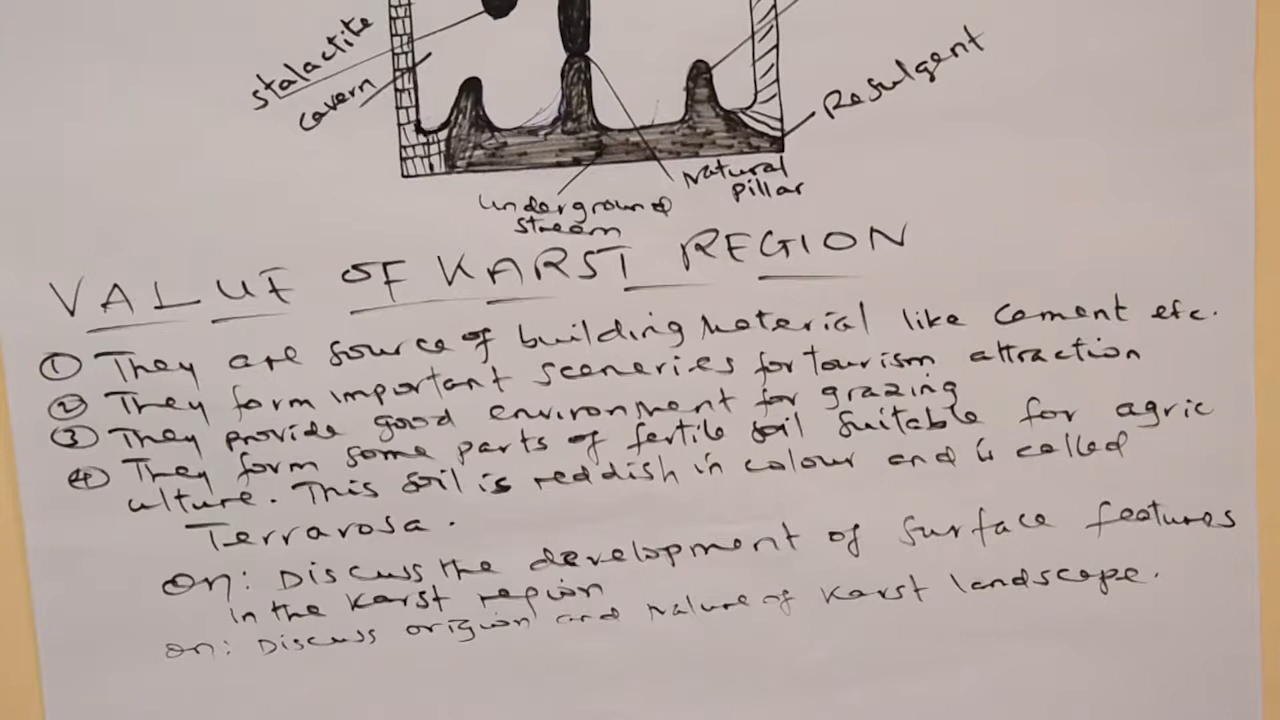 stalactite
cavern
Resulgent
Natural
pillar
underground
stream
VALUE OF KARST REGION
① They are source of building Material like Cement etc.
② They form important sceneries for tourism attraction
③ They provide good environment for grazing
④ They form some parts of fertile soil suitable for agric
ulture. This soil is reddish in colour and is called
Terrarosa.
Qn: Discuss the development of surface features
in the karst region
Qn: Discuss origion and Nature of karst landscape.